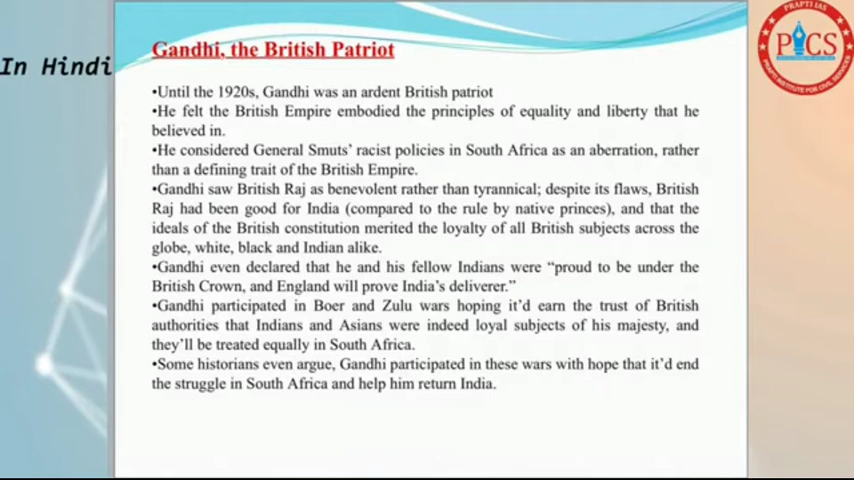 Gandhi, the British Patriot
In Hindi
•Until the 1920s, Gandhi was an ardent British patriot
•He felt the British Empire embodied the principles of equality and liberty that he
believed in.
•He considered General Smuts' racist policies in South Africa as an aberration, rather
than a defining trait of the British Empire.
•Gandhi saw British Raj as benevolent rather than tyrannical; despite its flaws, British
Raj had been good for India (compared to the rule by native princes), and that the
ideals of the British constitution merited the loyalty of all British subjects across the
globe, white, black and Indian alike.
•Gandhi even declared that he and his fellow Indians were “proud to be under the
British Crown, and England will prove India's deliverer.”
•Gandhi participated in Boer and Zulu wars hoping it'd earn the trust of British
authorities that Indians and Asians were indeed loyal subjects of his majesty, and
they'll be treated equally in South Africa.
•Some historians even argue, Gandhi participated in these wars with hope that it'd end
the struggle in South Africa and help him return India.
PRAPTI IAS
PICS
PRAPTI INSTITUTE FOR CIVIL SERVICES